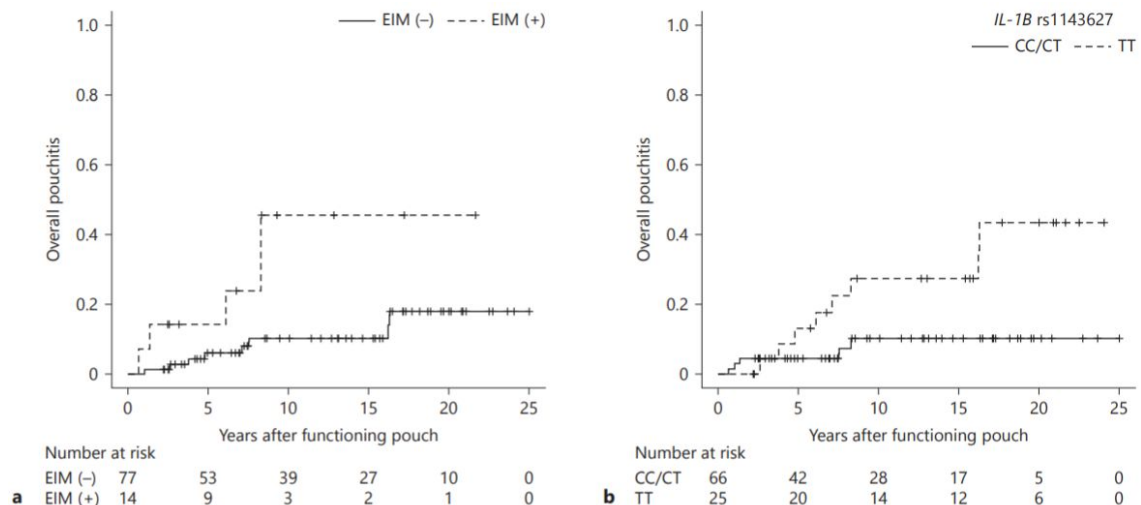 EIM (–) EIM (+)
1.0
0.8
0.6
0.4
0.2
0
Overall pouchitis
0 5 10 15 20 25
Years after functioning pouch
Number at risk
EIM (–) 77 53 39 27 10 0
a EIM (+) 14 9 3 2 1 0
IL-1B rs1143627
CC/CT TT
1.0
0.8
0.6
0.4
0.2
0
Overall pouchitis
0 5 10 15 20 25
Years after functioning pouch
Number at risk
CC/CT 66 42 28 17 5 0
b TT 25 20 14 12 6 0